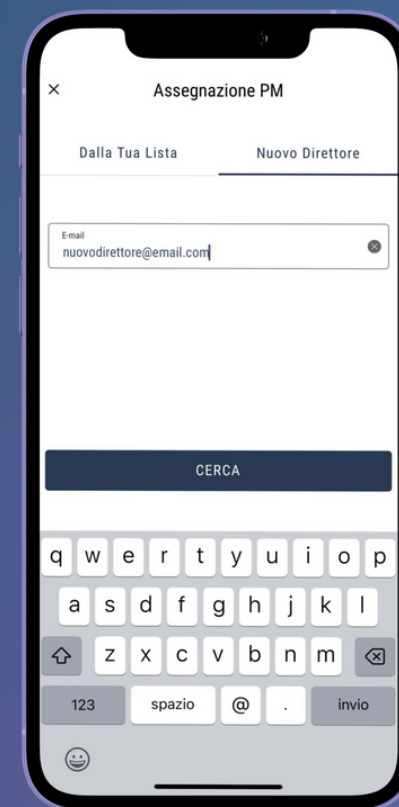 Assegnazione PM
Dalla Tua Lista
Nuovo Direttore
E-mail
nuovodirettore@email.com
CERCA
q w e r t y u i o p
a s d f g h j k l
z x c v b n m
123 spazio @ . invio